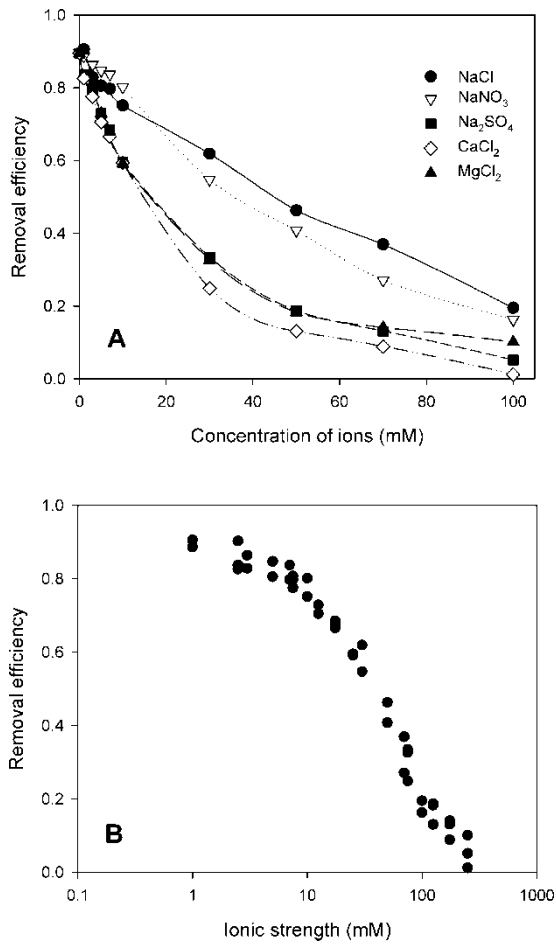 1.0
0.8
0.6
0.4
0.2
0.0
Removal efficiency
NaCl
NaNO₃
Na₂SO₄
CaCl₂
MgCl₂
A
0 20 40 60 80 100
Concentration of ions (mM)
1.0
0.8
0.6
0.4
0.2
0.0
Removal efficiency
B
0.1 1 10 100 1000
Ionic strength (mM)